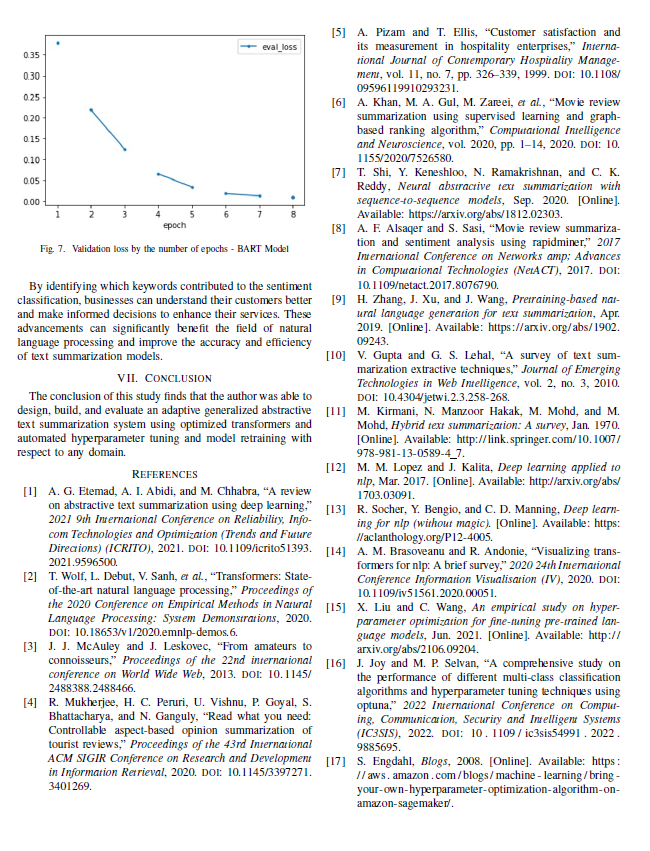 eval_loss
0.35
0.30
0.25
0.20
0.15
0.10
0.05
0.00
1 2 3 4 5 6 7 8
epoch
Fig. 7. Validation loss by the number of epochs - BART Model
By identifying which keywords contributed to the sentiment
classification, businesses can understand their customers better
and make informed decisions to enhance their services. These
advancements can significantly benefit the field of natural
language processing and improve the accuracy and efficiency
of text summarization models.
VII. CONCLUSION
The conclusion of this study finds that the author was able to
design, build, and evaluate an adaptive generalized abstractive
text summarization system using optimized transformers and
automated hyperparameter tuning and model retraining with
respect to any domain.
REFERENCES
[1] A. G. Etemad, A. I. Abidi, and M. Chhabra, “A review
on abstractive text summarization using deep learning,”
2021 9th International Conference on Reliability, Info-
com Technologies and Optimization (Trends and Future
Directions) (ICRITO), 2021. DOI: 10.1109/icrito51393.
2021.9596500.
[2] T. Wolf, L. Debut, V. Sanh, et al., “Transformers: State-
of-the-art natural language processing,” Proceedings of
the 2020 Conference on Empirical Methods in Natural
Language Processing: System Demonstrations, 2020.
DOI: 10.18653/v1/2020.emnlp-demos.6.
[3] J. J. McAuley and J. Leskovec, “From amateurs to
connoisseurs,” Proceedings of the 22nd international
conference on World Wide Web, 2013. DOI: 10.1145/
2488388.2488466.
[4] R. Mukherjee, H. C. Peruri, U. Vishnu, P. Goyal, S.
Bhattacharya, and N. Ganguly, “Read what you need:
Controllable aspect-based opinion summarization of
tourist reviews,” Proceedings of the 43rd International
ACM SIGIR Conference on Research and Development
in Information Retrieval, 2020. DOI: 10.1145/3397271.
3401269.
[5] A. Pizam and T. Ellis, “Customer satisfaction and
its measurement in hospitality enterprises,” Interna-
tional Journal of Contemporary Hospitality Manage-
ment, vol. 11, no. 7, pp. 326–339, 1999. DOI: 10.1108/
09596119910293231.
[6] A. Khan, M. A. Gul, M. Zareei, et al., “Movie review
summarization using supervised learning and graph-
based ranking algorithm,” Computational Intelligence
and Neuroscience, vol. 2020, pp. 1–14, 2020. DOI: 10.
1155/2020/7526580.
[7] T. Shi, Y. Keneshloo, N. Ramakrishnan, and C. K.
Reddy, Neural abstractive text summarization with
sequence-to-sequence models, Sep. 2020. [Online].
Available: https://arxiv.org/abs/1812.02303.
[8] A. F. Alsaqer and S. Sasi, “Movie review summariza-
tion and sentiment analysis using rapidminer,” 2017
International Conference on Networks amp; Advances
in Computational Technologies (NetACT), 2017. DOI:
10.1109/netact.2017.8076790.
[9] H. Zhang, J. Xu, and J. Wang, Pretraining-based nat-
ural language generation for text summarization, Apr.
2019. [Online]. Available: https://arxiv.org/abs/1902.
09243.
[10] V. Gupta and G. S. Lehal, “A survey of text sum-
marization extractive techniques,” Journal of Emerging
Technologies in Web Intelligence, vol. 2, no. 3, 2010.
DOI: 10.4304/jetwi.2.3.258-268.
[11] M. Kirmani, N. Manzoor Hakak, M. Mohd, and M.
Mohd, Hybrid text summarization: A survey, Jan. 1970.
[Online]. Available: http://link.springer.com/10.1007/
978-981-13-0589-4_7.
[12] M. M. Lopez and J. Kalita, Deep learning applied to
nlp, Mar. 2017. [Online]. Available: http://arxiv.org/abs/
1703.03091.
[13] R. Socher, Y. Bengio, and C. D. Manning, Deep learn-
ing for nlp (without magic). [Online]. Available: https:
//aclanthology.org/P12-4005.
[14] A. M. Brasoveanu and R. Andonie, “Visualizing trans-
formers for nlp: A brief survey,” 2020 24th International
Conference Information Visualisation (IV), 2020. DOI:
10.1109/iv51561.2020.00051.
[15] X. Liu and C. Wang, An empirical study on hyper-
parameter optimization for fine-tuning pre-trained lan-
guage models, Jun. 2021. [Online]. Available: http://
arxiv.org/abs/2106.09204.
[16] J. Joy and M. P. Selvan, “A comprehensive study on
the performance of different multi-class classification
algorithms and hyperparameter tuning techniques using
optuna,” 2022 International Conference on Comput-
ing, Communication, Security and Intelligent Systems
(IC3SIS), 2022. DOI: 10 . 1109 / ic3sis54991 . 2022 .
9885695.
[17] S. Engdahl, Blogs, 2008. [Online]. Available: https :
// aws . amazon . com / blogs / machine - learning / bring -
your-own-hyperparameter-optimization-algorithm-on-
amazon-sagemaker/.